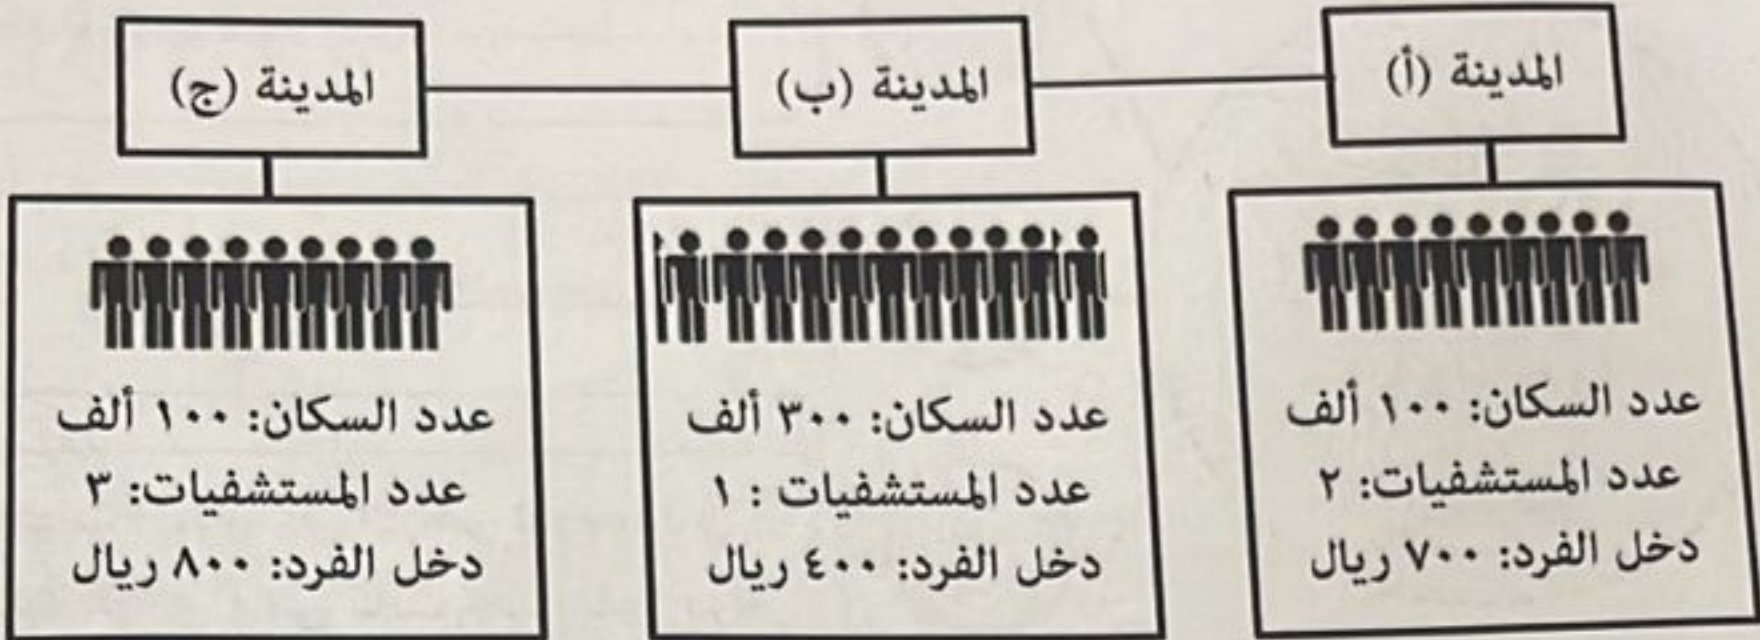 المدينة (أ)
عدد السكان: ١٠٠ ألف
عدد المستشفيات: ٢
دخل الفرد: ٧٠٠ ريال
المدينة (ب)
عدد السكان: ٣٠٠ ألف
عدد المستشفيات : ١
دخل الفرد: ٤٠٠ ريال
المدينة (ج)
عدد السكان: ١٠٠ ألف
عدد المستشفيات: ٣
دخل الفرد: ٨٠٠ ريال